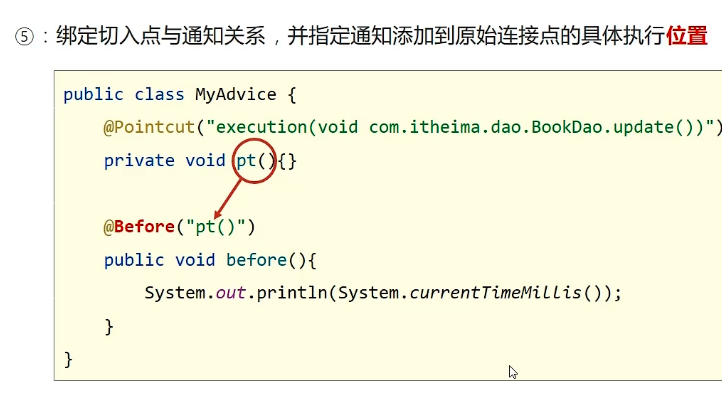 ⑤：绑定切入点与通知关系，并指定通知添加到原始连接点的具体执行位置
public class MyAdvice {
    @Pointcut("execution(void com.itheima.dao.BookDao.update())")
    private void pt(){}
    @Before("pt()")
    public void before(){
        System.out.println(System.currentTimeMillis());
    }
}